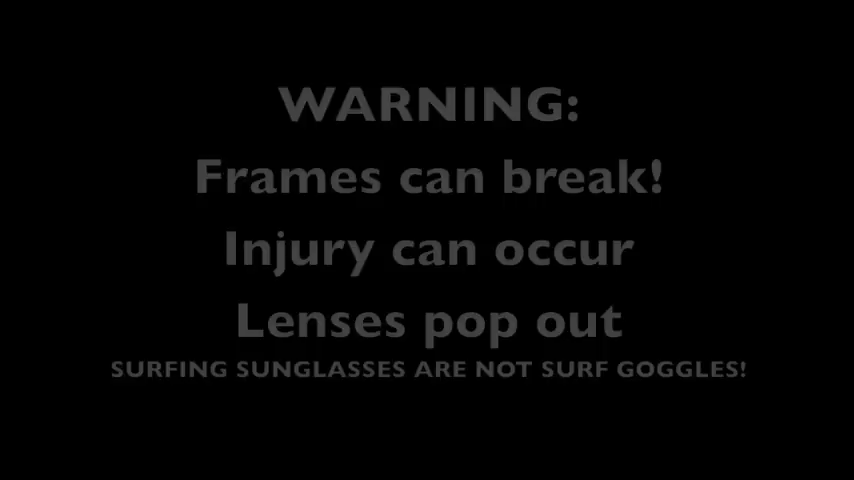 WARNING:
Frames can break!
Injury can occur
Lenses pop out
SURFING SUNGLASSES ARE NOT SURF GOGGLES!